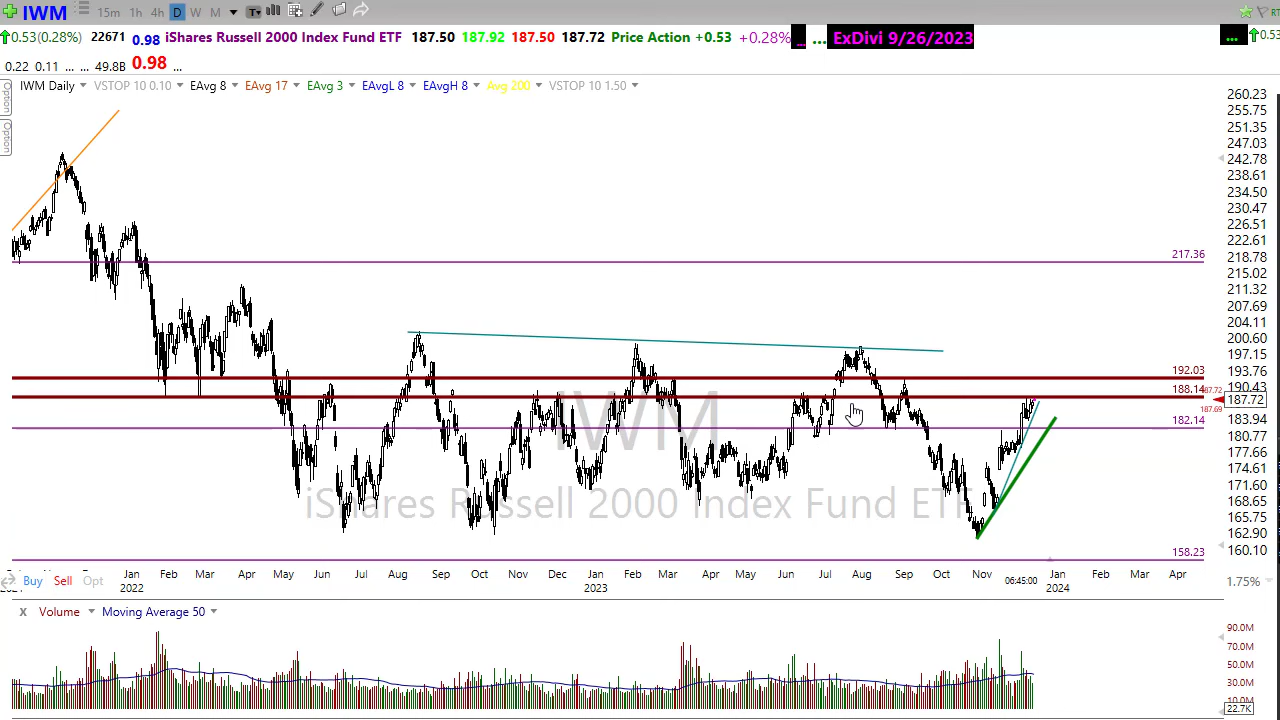 IWM 15m 1h 4h D W M T
0.53(0.28%) 22671 0.98 iShares Russell 2000 Index Fund ETF 187.50 187.92 187.50 187.72 Price Action +0.53 +0.28% ... ... ExDivi 9/26/2023 ... 0.53
0.22 0.11 ... ... 49.8B 0.98 ...
IWM Daily VSTOP 10 0.10 EAvg 8 EAvg 17 EAvg 3 EAvgL 8 EAvgH 8 Avg 200 VSTOP 10 1.50
Option
Option
260.23
255.75
251.35
247.03
242.78
238.61
234.50
230.47
226.51
222.61
218.78
215.02
211.32
207.69
204.11
200.60
197.15
193.76
190.43
187.72
183.94
180.77
177.66
174.61
171.60
168.65
165.75
162.90
160.10
217.36
192.03
188.14
187.72
187.69
182.14
158.23
IWM
iShares Russell 2000 Index Fund ETF
Jan Feb Mar Apr May Jun Jul Aug Sep Oct Nov Dec Jan Feb Mar Apr May Jun Jul Aug Sep Oct Nov Jan Feb Mar Apr
Buy Sell Opt 1.75%
2022 2023 06:45:00 2024
X Volume Moving Average 50
90.0M
70.0M
50.0M
30.0M
10.0M
22.7K